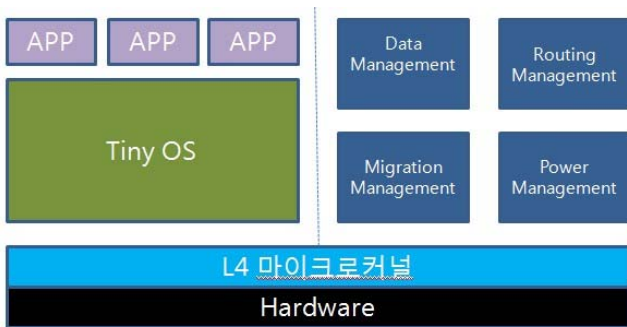 APP
APP
APP
Tiny OS
Data
Management
Routing
Management
Migration
Management
Power
Management
L4 마이크로커널
Hardware